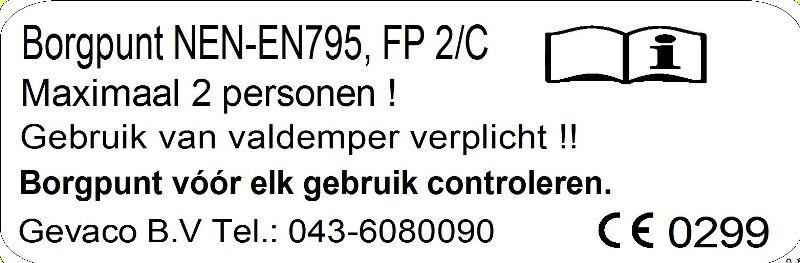 Borgpunt NEN-EN795, FP 2/C
Maximaal 2 personen !
Gebruik van valdemper verplicht !!
Borgpunt vóór elk gebruik controleren.
Gevaco B.V Tel.: 043-6080090 CE 0299